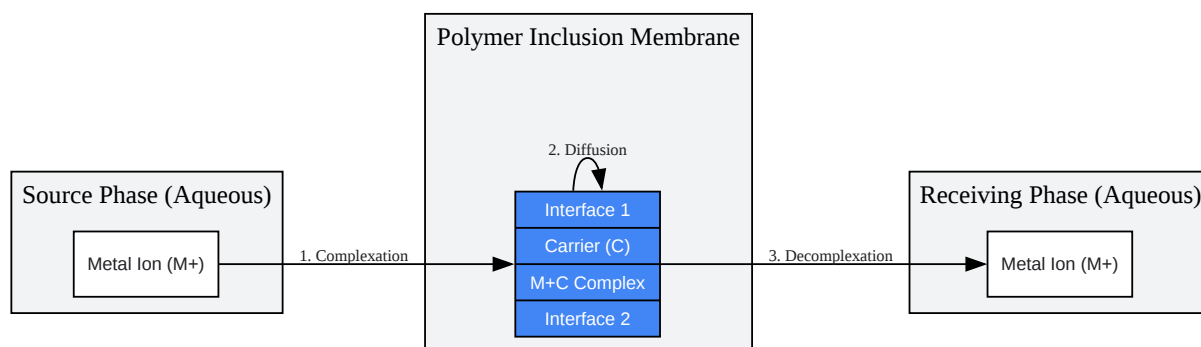 Polymer Inclusion Membrane
2. Diffusion
Source Phase (Aqueous)
Metal Ion (M+)
1. Complexation
Interface 1
Carrier (C)
M+C Complex
Interface 2
3. Decomplexation
Receiving Phase (Aqueous)
Metal Ion (M+)